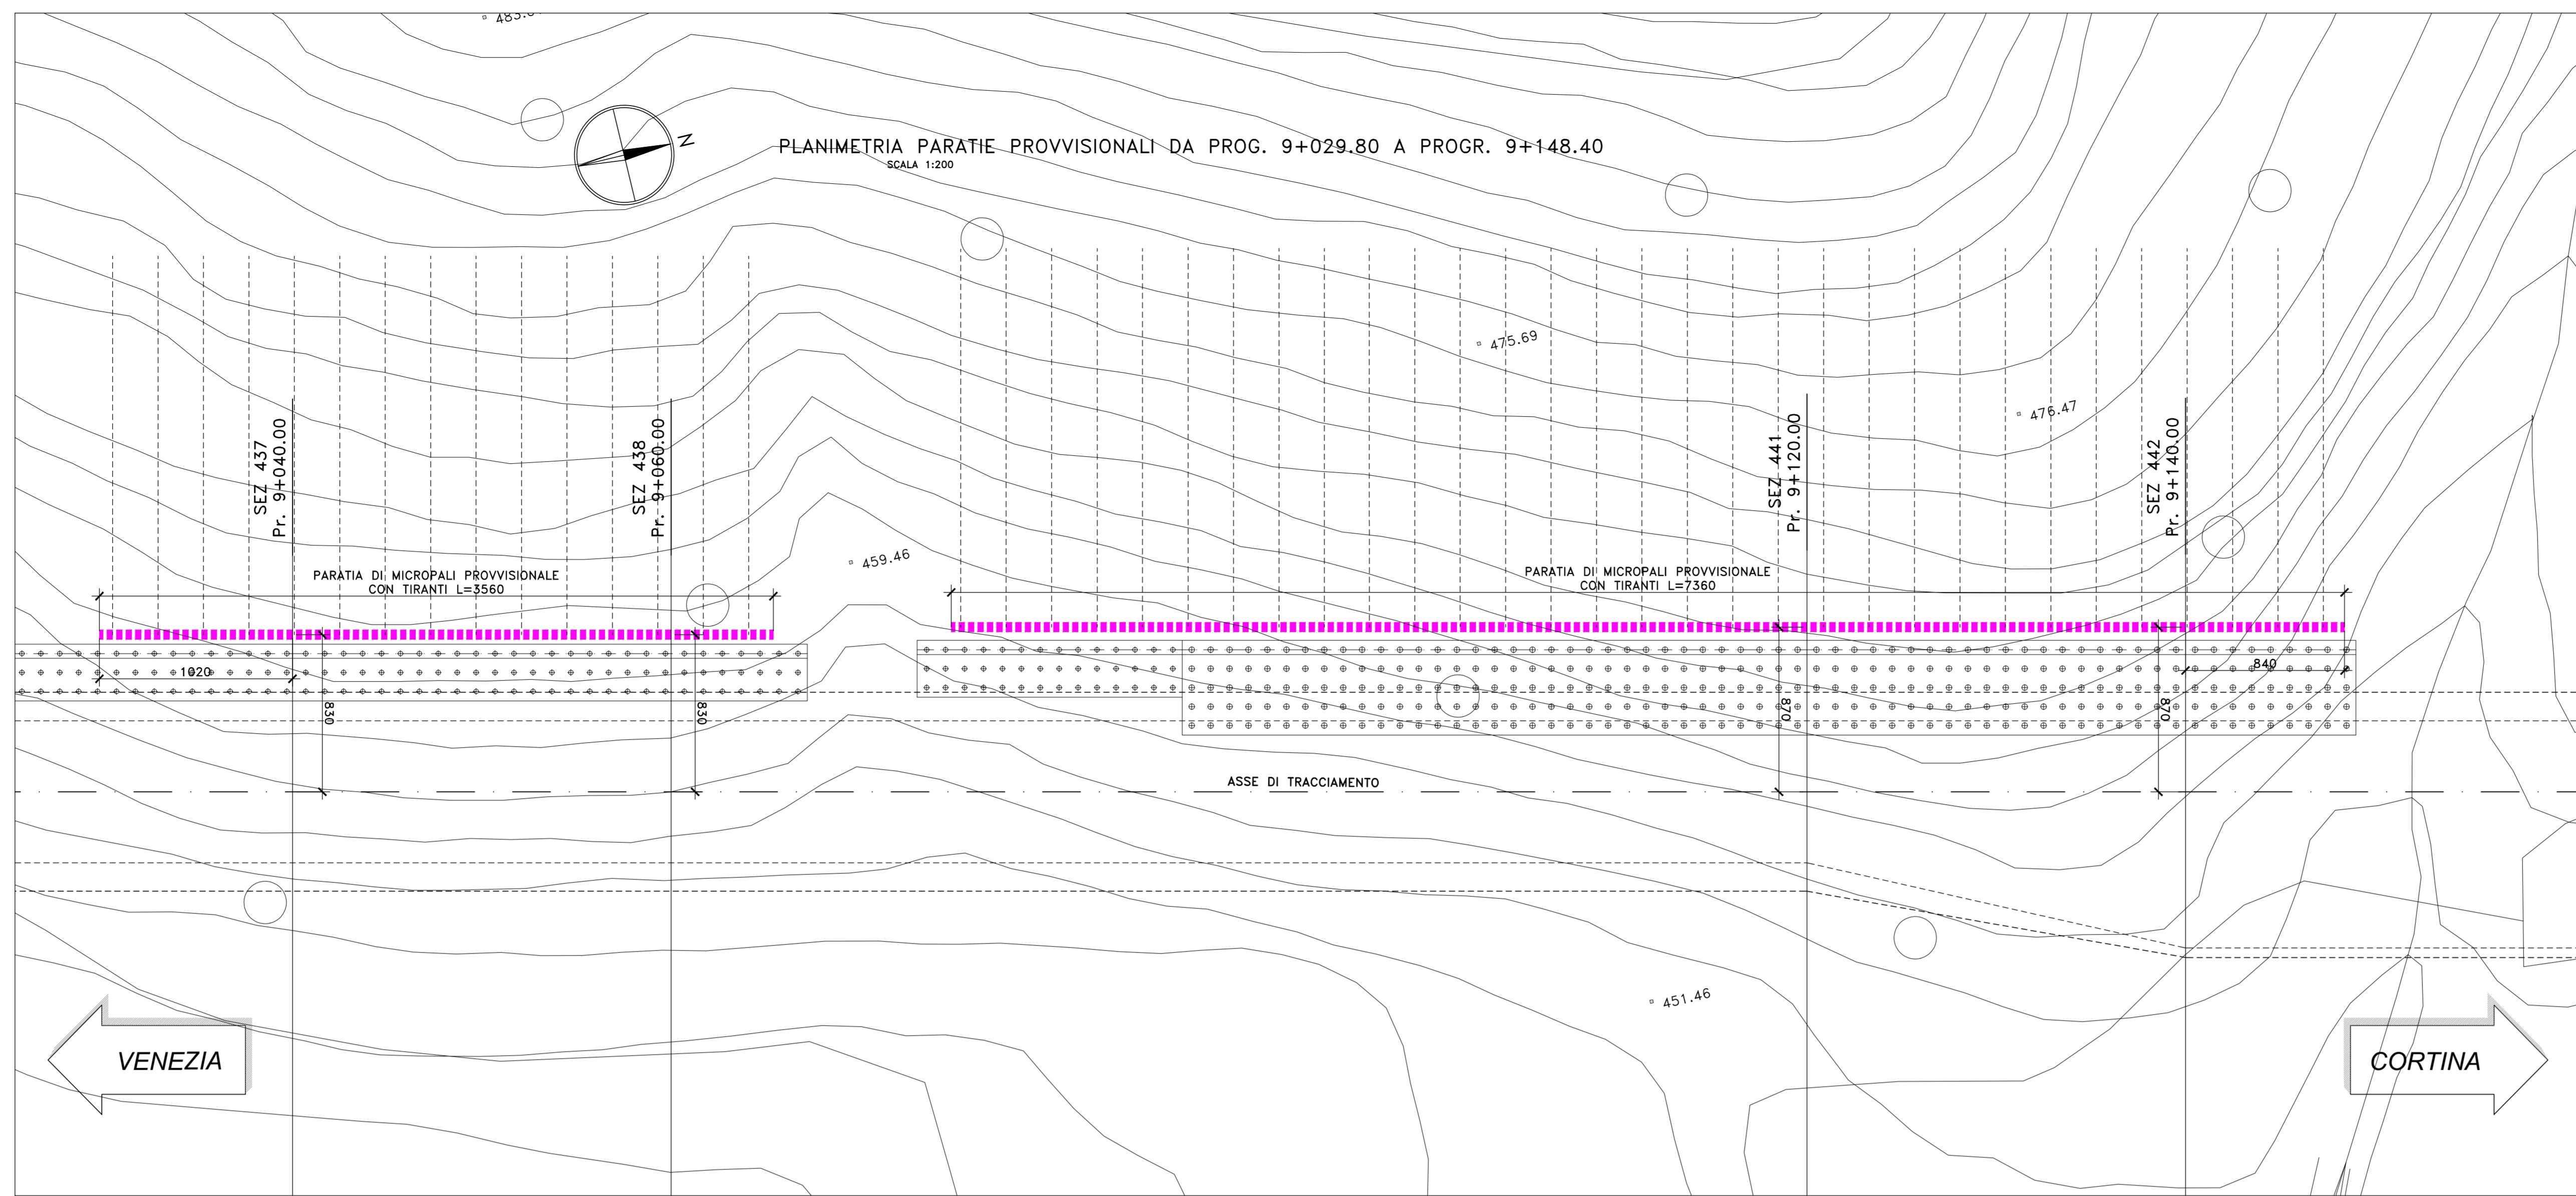 483.
N
PLANIMETRIA PARATIE PROVVISIONALI DA PROG. 9+029.80 A PROGR. 9+148.40
SCALA 1:200
475.69
476.47
SEZ 437
Pr. 9+040.00
SEZ 438
Pr. 9+060.00
SEZ 441
Pr. 9+120.00
SEZ 442
Pr. 9+140.00
459.46
PARATIA DI MICROPALI PROVVISIONALE
CON TIRANTI L=3560
PARATIA DI MICROPALI PROVVISIONALE
CON TIRANTI L=7360
1020
840
830
830
870
870
ASSE DI TRACCIAMENTO
451.46
VENEZIA
CORTINA